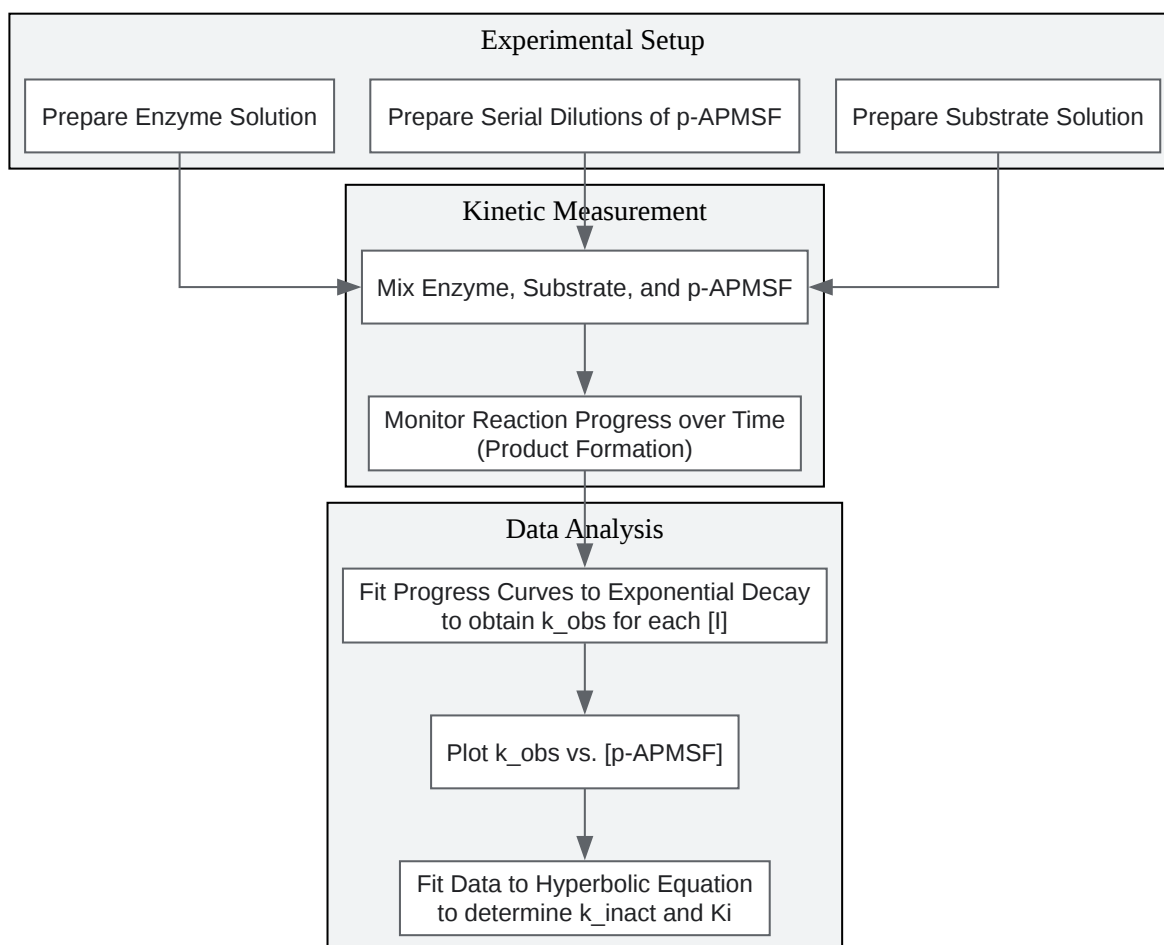 Experimental Setup
Prepare Enzyme Solution
Prepare Serial Dilutions of p-APMSF
Prepare Substrate Solution
Kinetic Measurement
Mix Enzyme, Substrate, and p-APMSF
Monitor Reaction Progress over Time
(Product Formation)
Data Analysis
Fit Progress Curves to Exponential Decay
to obtain k_obs for each [I]
Plot k_obs vs. [p-APMSF]
Fit Data to Hyperbolic Equation
to determine k_inact and Ki